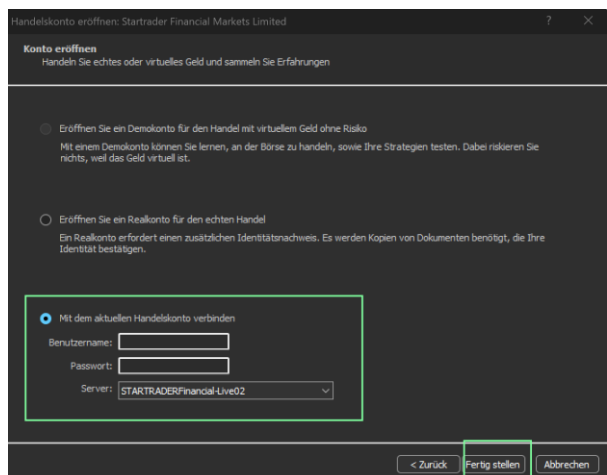 Handelskonto eröffnen: Startrader Financial Markets Limited
Konto eröffnen
Handeln Sie echtes oder virtuelles Geld und sammeln Sie Erfahrungen
Eröffnen Sie ein Demokonto für den Handel mit virtuellem Geld ohne Risiko
Mit einem Demokonto können Sie lernen, an der Börse zu handeln, sowie Ihre Strategien testen. Dabei riskieren Sie
nichts, weil das Geld virtuell ist.
Eröffnen Sie ein Realkonto für den echten Handel
Ein Realkonto erfordert einen zusätzlichen Identitätsnachweis. Es werden Kopien von Dokumenten benötigt, die Ihre
Identität bestätigen.
Mit dem aktuellen Handelskonto verbinden
Benutzername:
Passwort:
Server: STARTRADERFinancial-Live02
< Zurück Fertig stellen Abbrechen